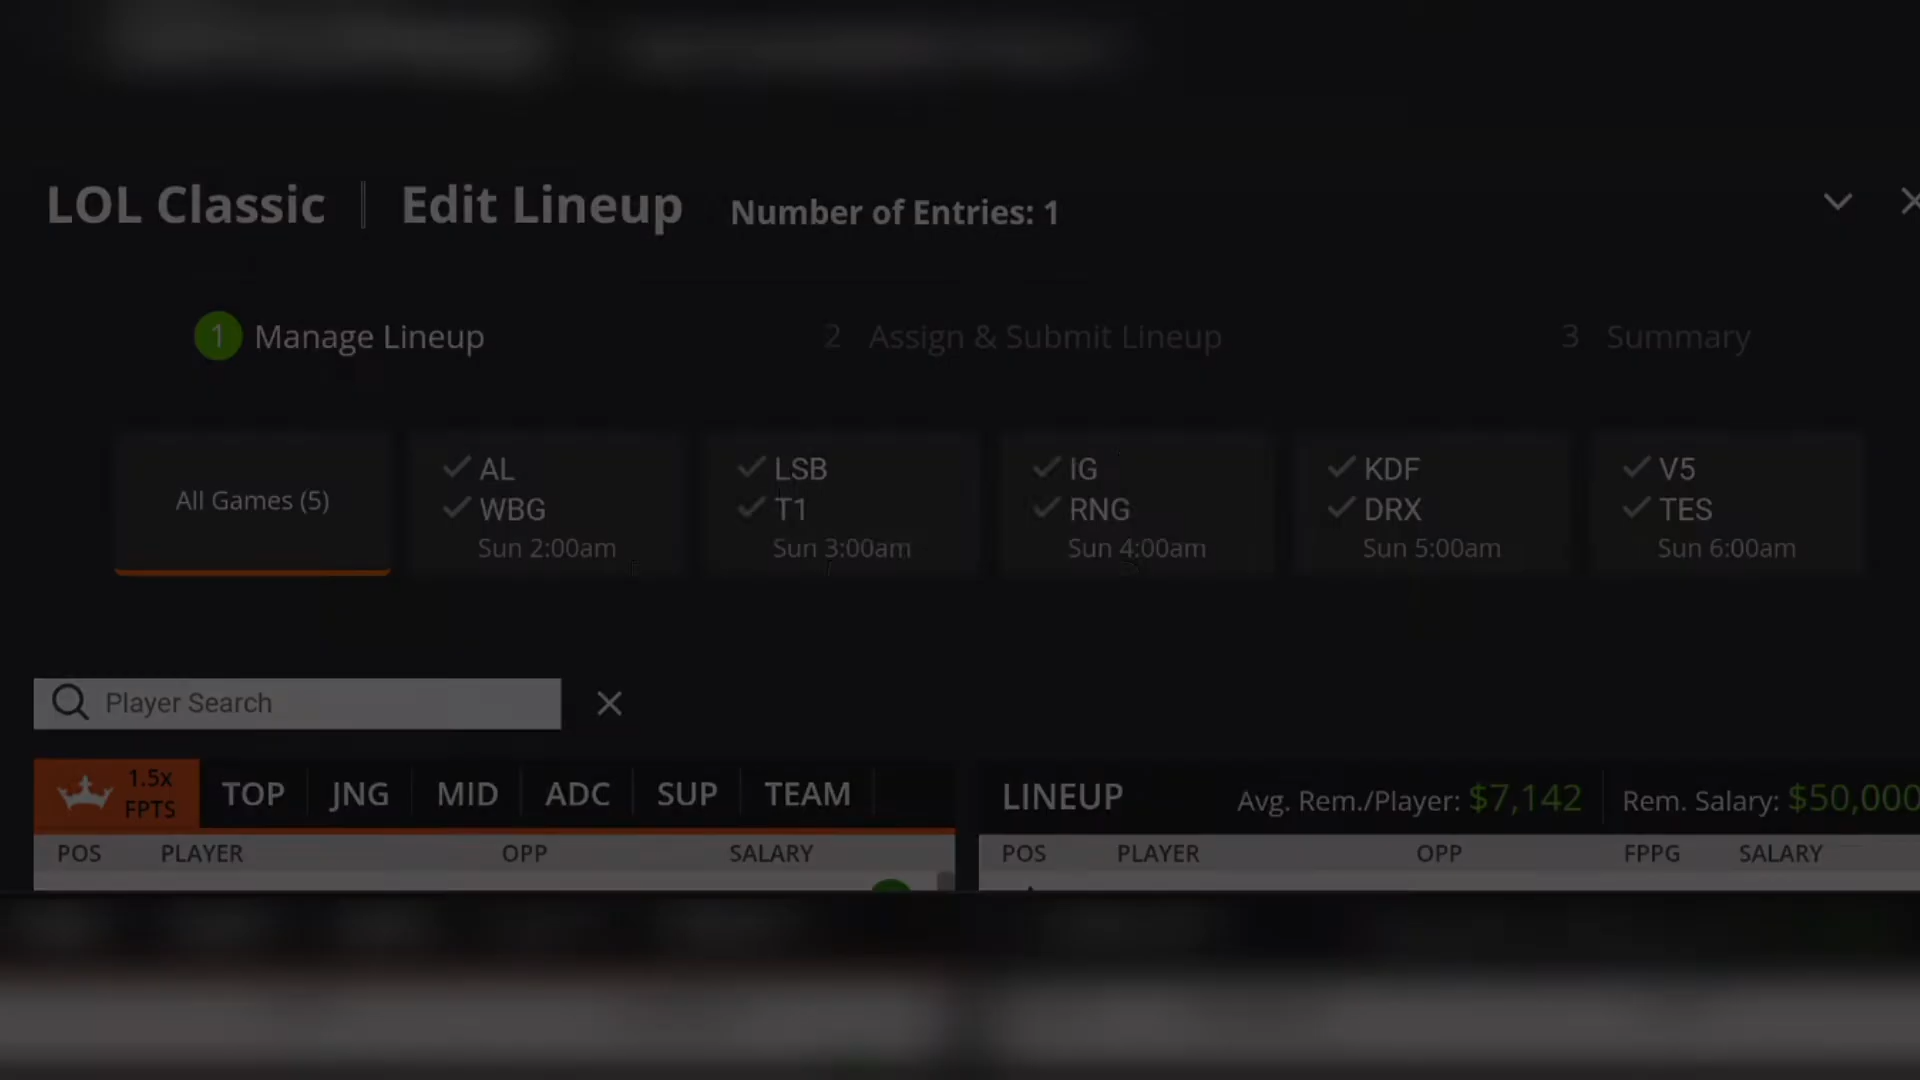 LOL Classic | Edit Lineup Number of Entries: 1
1 Manage Lineup 2 Assign & Submit Lineup 3 Summary
All Games (5)
AL
WBG
Sun 2:00am
LSB
T1
Sun 3:00am
IG
RNG
Sun 4:00am
KDF
DRX
Sun 5:00am
V5
TES
Sun 6:00am
Player Search
1.5x
FPTS
TOP JNG MID ADC SUP TEAM
POS PLAYER OPP SALARY
LINEUP Avg. Rem./Player: $7,142 Rem. Salary: $50,000
POS PLAYER OPP FPPG SALARY